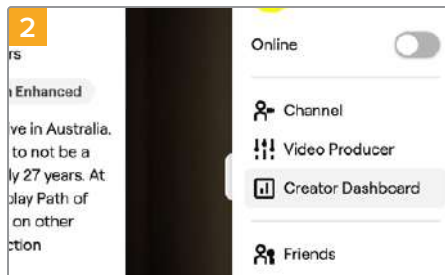 2
rs
Enhanced
ve in Australia.
to not be a
ly 27 years. At
play Path of
on other
ction
Online
Channel
Video Producer
Creator Dashboard
Friends